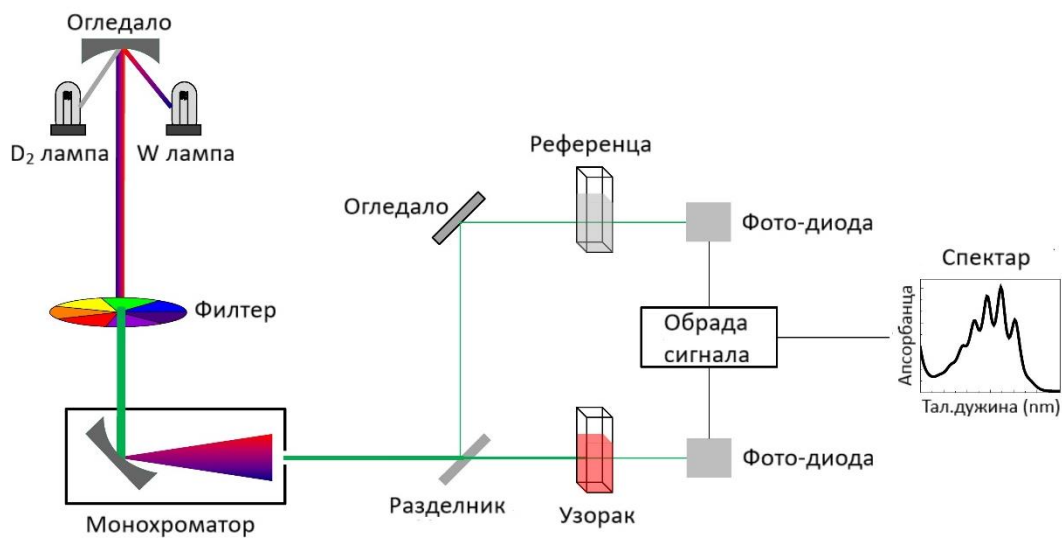 Огледало
D₂ лампа
W лампа
Филтер
Монохроматор
Огледало
Референца
Фото-диода
Разделник
Узорак
Фото-диода
Обрада
сигнала
Спектар
Апсорбанца
Тал.дужина (nm)